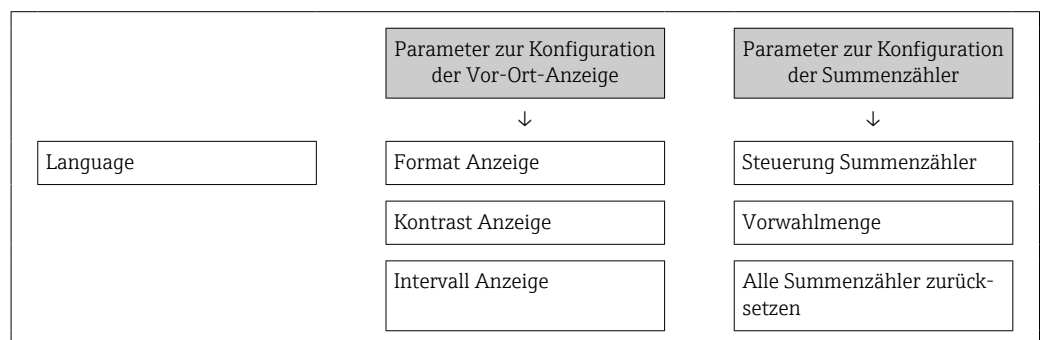 Parameter zur Konfiguration
der Vor-Ort-Anzeige
Parameter zur Konfiguration
der Summenzähler
↓
↓
Language
Format Anzeige
Steuerung Summenzähler
Kontrast Anzeige
Vorwahlmenge
Intervall Anzeige
Alle Summenzähler zurück-
setzen